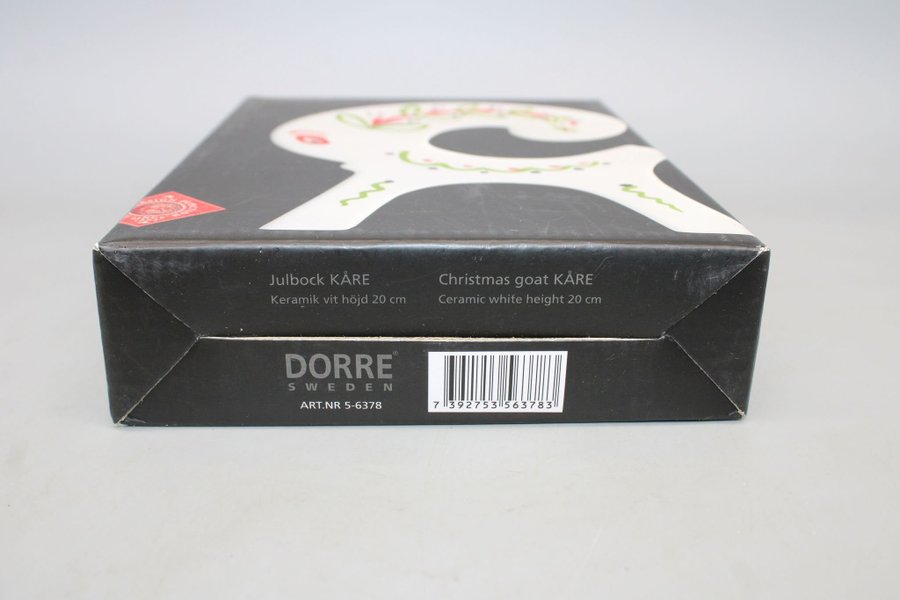 Julbock KÅRE
Keramik vit höjd 20 cm
Christmas goat KÅRE
Ceramic white height 20 cm
DORRE®
SWEDEN
ART.NR 5-6378
7 392753 563783